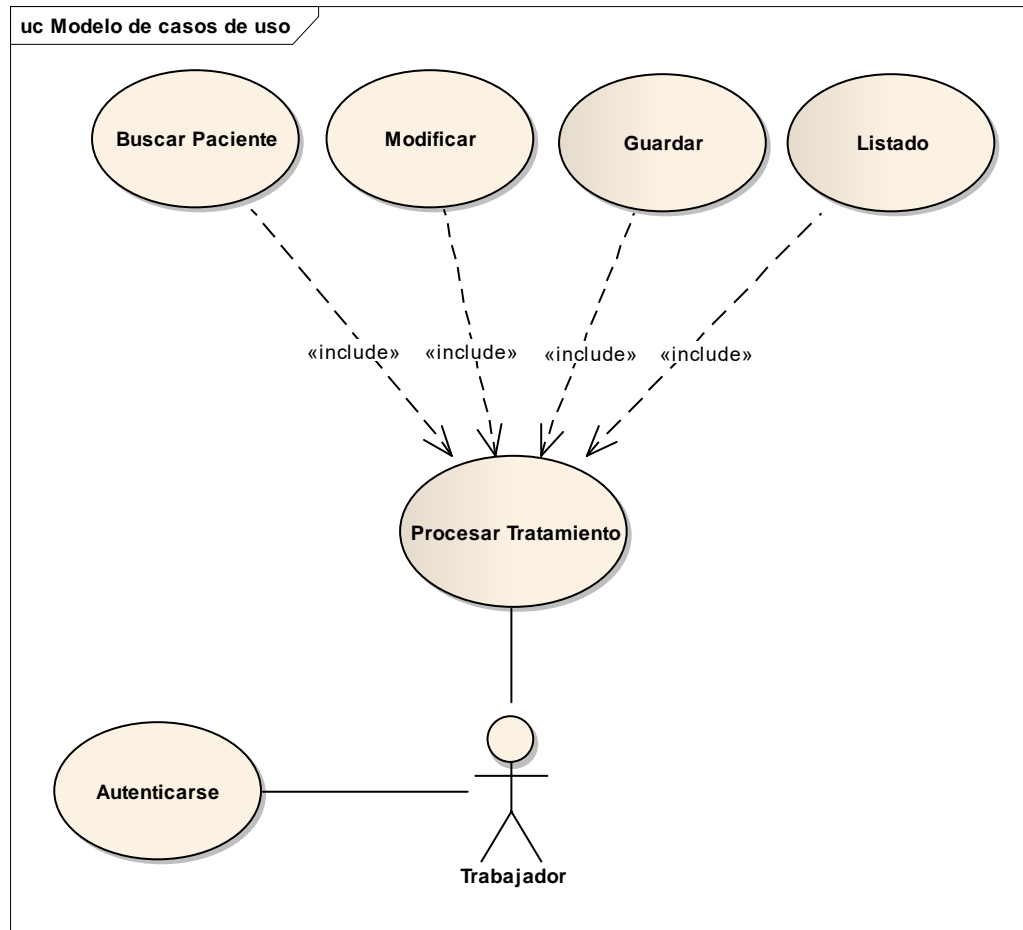 uc Modelo de casos de uso
Buscar Paciente
Modificar
Guardar
Listado
«include»
«include»
«include»
«include»
Procesar Tratamiento
Autenticarse
Trabajador